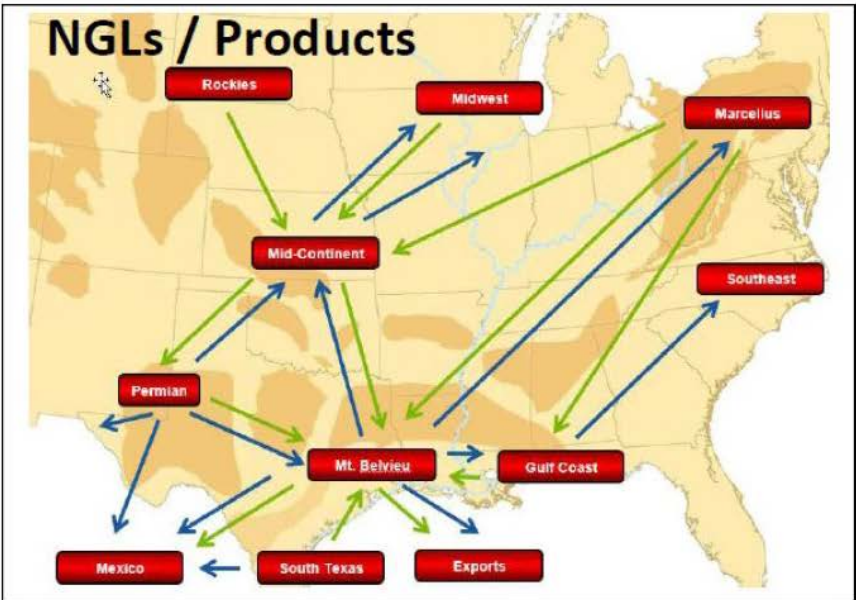 NGLs / Products
Rockies
Midwest
Marcellus
Mid-Continent
Southeast
Permian
Mt. Belvieu
Gulf Coast
Mexico
South Texas
Exports